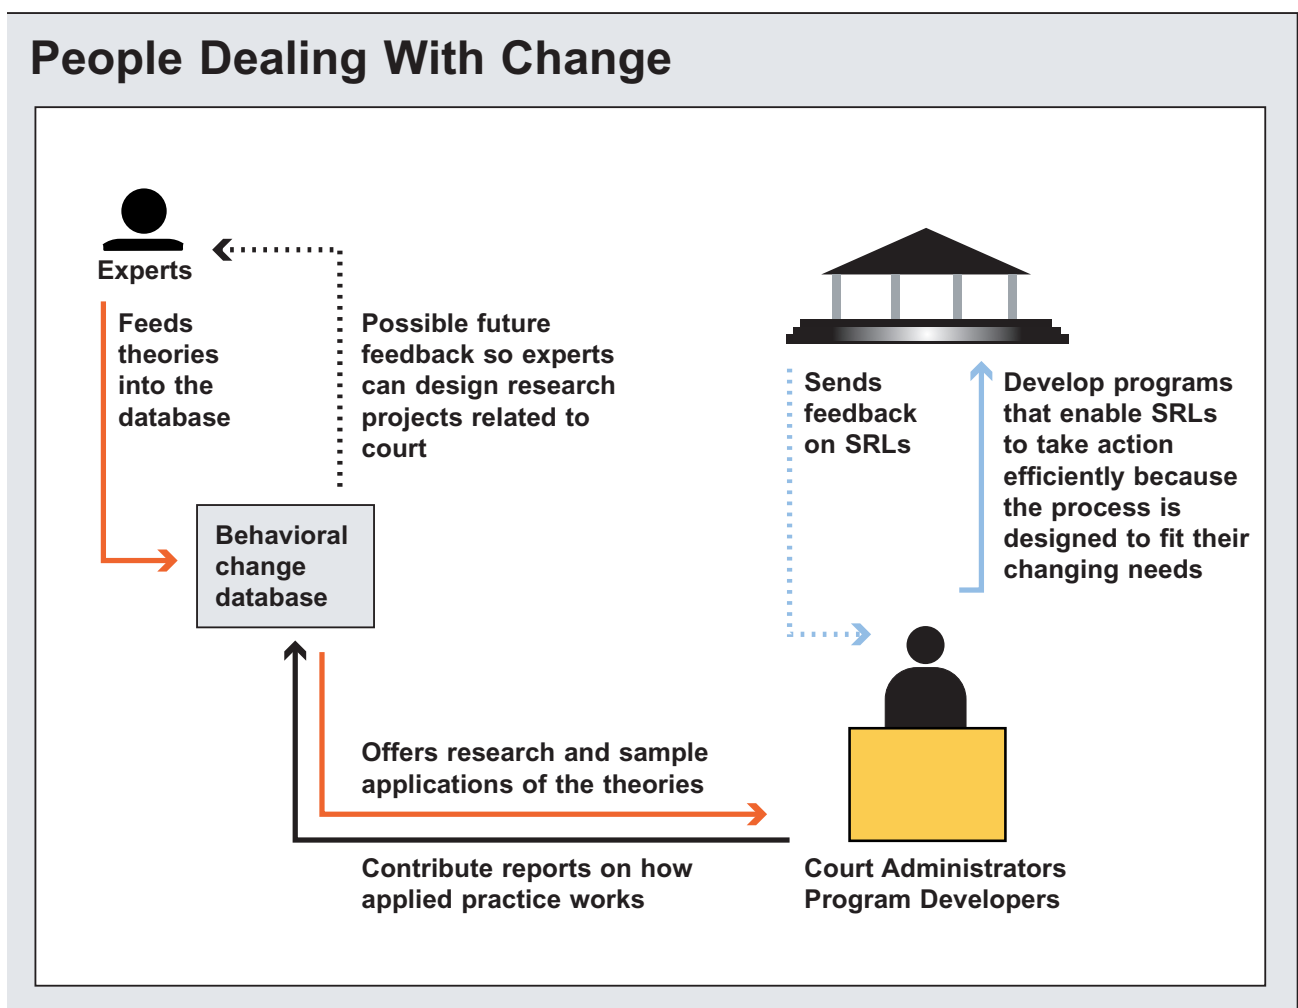 People Dealing With Change
Experts
Feeds
theories
into the
database
Possible future
feedback so experts
can design research
projects related to
court
Sends
feedback
on SRLs
Develop programs
that enable SRLs
to take action
efficiently because
the process is
designed to fit their
changing needs
Behavioral
change
database
Offers research and sample
applications of the theories
Contribute reports on how
applied practice works
Court Administrators
Program Developers